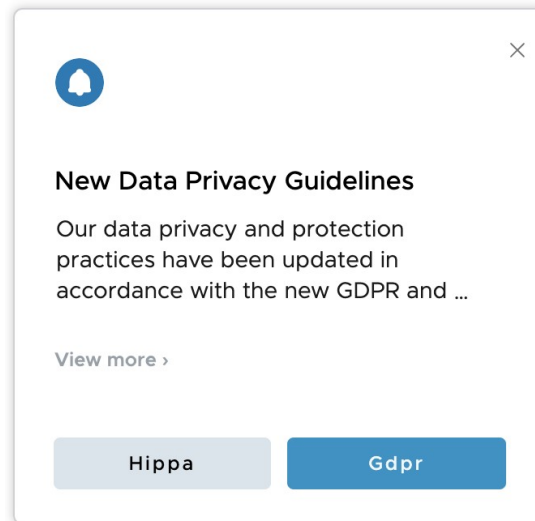 New Data Privacy Guidelines
Our data privacy and protection
practices have been updated in
accordance with the new GDPR and ...
View more ›
Hippa
Gdpr